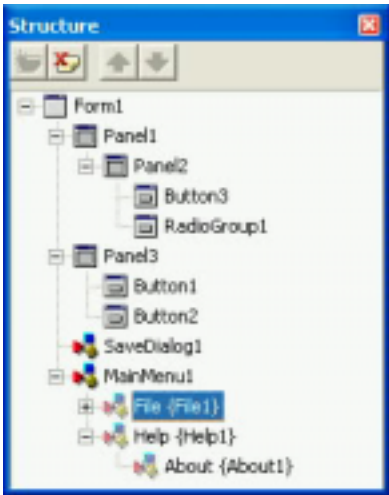 Structure
Form1
Panel1
Panel2
Button3
RadioGroup1
Panel3
Button1
Button2
SaveDialog1
MainMenu1
File {File1}
Help {Help1}
About {About1}